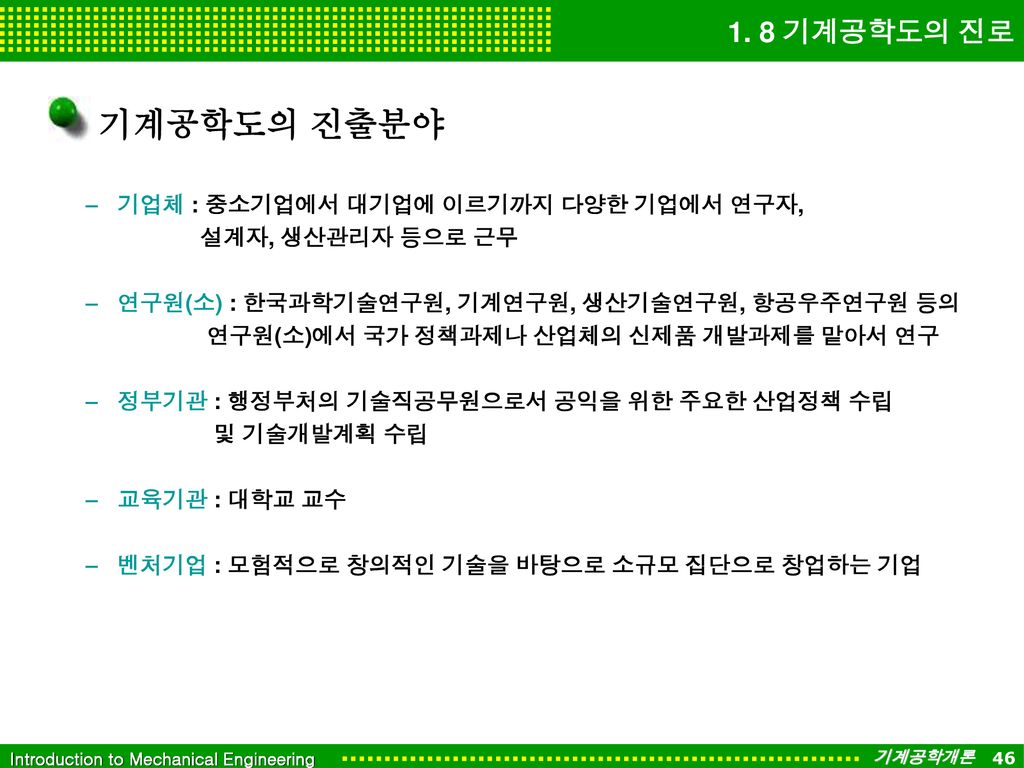 1. 8 기계공학도의 진로
기계공학도의 진출분야
– 기업체 : 중소기업에서 대기업에 이르기까지 다양한 기업에서 연구자,
설계자, 생산관리자 등으로 근무
– 연구원(소) : 한국과학기술연구원, 기계연구원, 생산기술연구원, 항공우주연구원 등의
연구원(소)에서 국가 정책과제나 산업체의 신제품 개발과제를 맡아서 연구
– 정부기관 : 행정부처의 기술직공무원으로서 공익을 위한 주요한 산업정책 수립
및 기술개발계획 수립
– 교육기관 : 대학교 교수
– 벤처기업 : 모험적으로 창의적인 기술을 바탕으로 소규모 집단으로 창업하는 기업
Introduction to Mechanical Engineering 기계공학개론 46